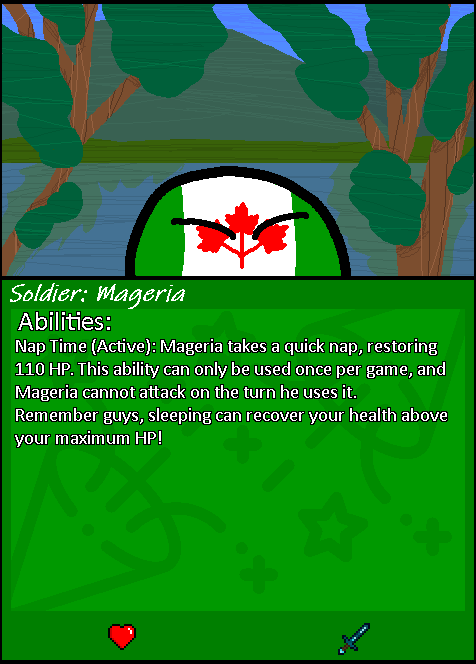 Soldier: Mageria
Abilities:
Nap Time (Active): Mageria takes a quick nap, restoring
110 HP. This ability can only be used once per game, and
Mageria cannot attack on the turn he uses it.
Remember guys, sleeping can recover your health above
your maximum HP!